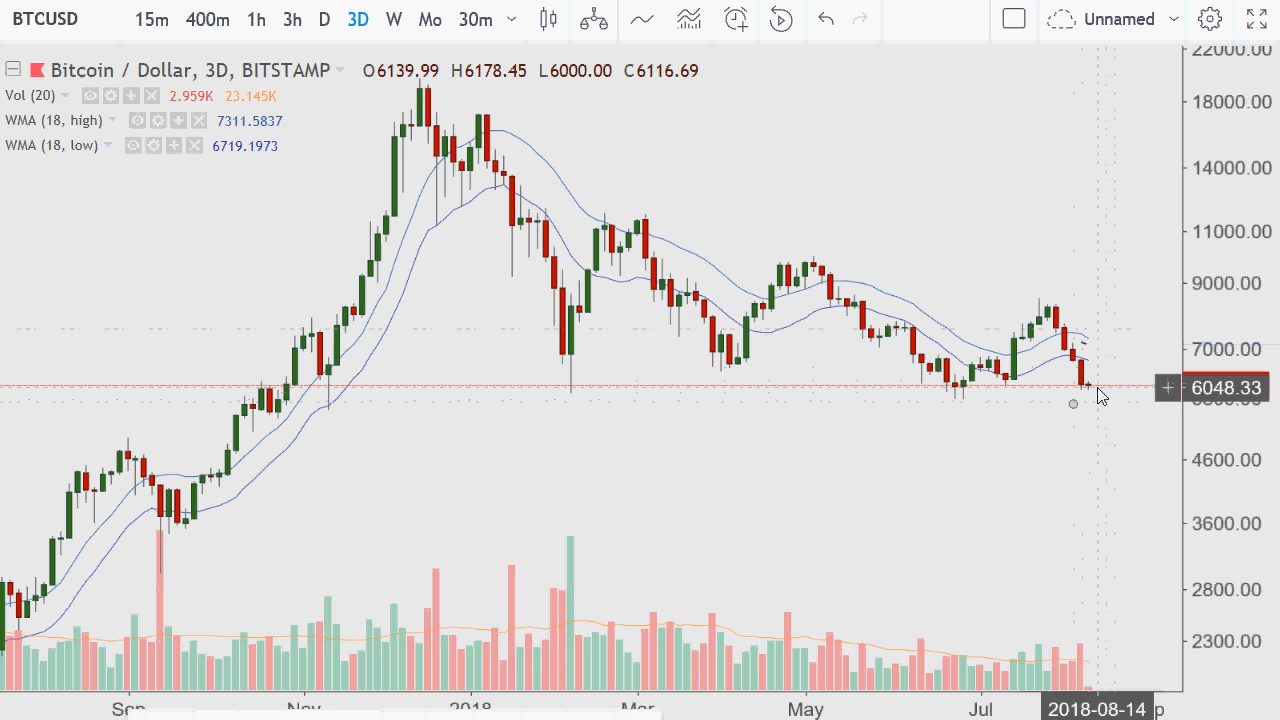 BTCUSD 15m 400m 1h 3h D 3D W Mo 30m Unnamed
Bitcoin / Dollar, 3D, BITSTAMP O6139.99 H6178.45 L6000.00 C6116.69
Vol (20) 2.959K 23.145K
WMA (18, high) 7311.5837
WMA (18, low) 6719.1973
22000.00
18000.00
14000.00
11000.00
9000.00
7000.00
6048.33
4600.00
3600.00
2800.00
2300.00
Sep Nov 2018 Mar May Jul 2018-08-14